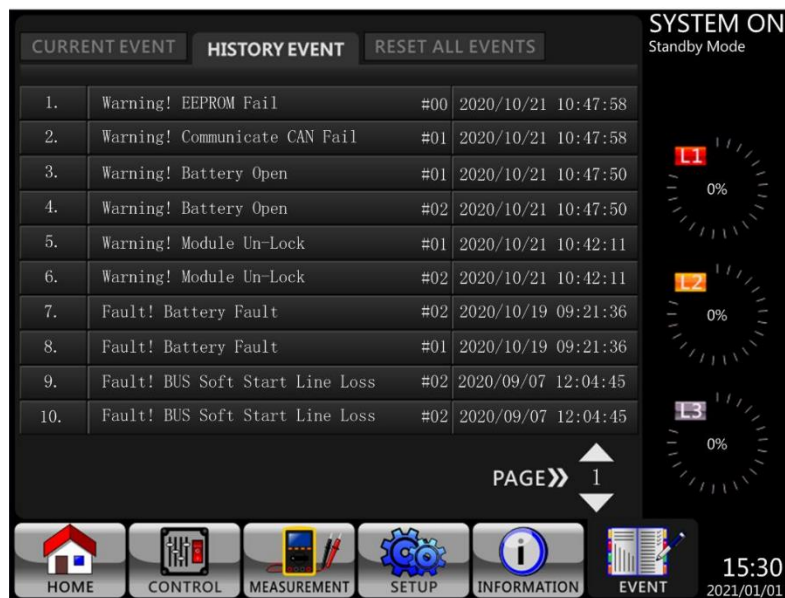 SYSTEM ON
Standby Mode
CURRENT EVENT HISTORY EVENT RESET ALL EVENTS
1. Warning! EEPROM Fail #00 2020/10/21 10:47:58
2. Warning! Communicate CAN Fail #01 2020/10/21 10:47:58
3. Warning! Battery Open #01 2020/10/21 10:47:50
4. Warning! Battery Open #02 2020/10/21 10:47:50
5. Warning! Module Un-Lock #01 2020/10/21 10:42:11
6. Warning! Module Un-Lock #02 2020/10/21 10:42:11
7. Fault! Battery Fault #02 2020/10/19 09:21:36
8. Fault! Battery Fault #01 2020/10/19 09:21:36
9. Fault! BUS Soft Start Line Loss #02 2020/09/07 12:04:45
10. Fault! BUS Soft Start Line Loss #02 2020/09/07 12:04:45
L1
0%
L2
0%
L3
0%
PAGE» 1
HOME CONTROL MEASUREMENT SETUP INFORMATION EVENT
15:30
2021/01/01